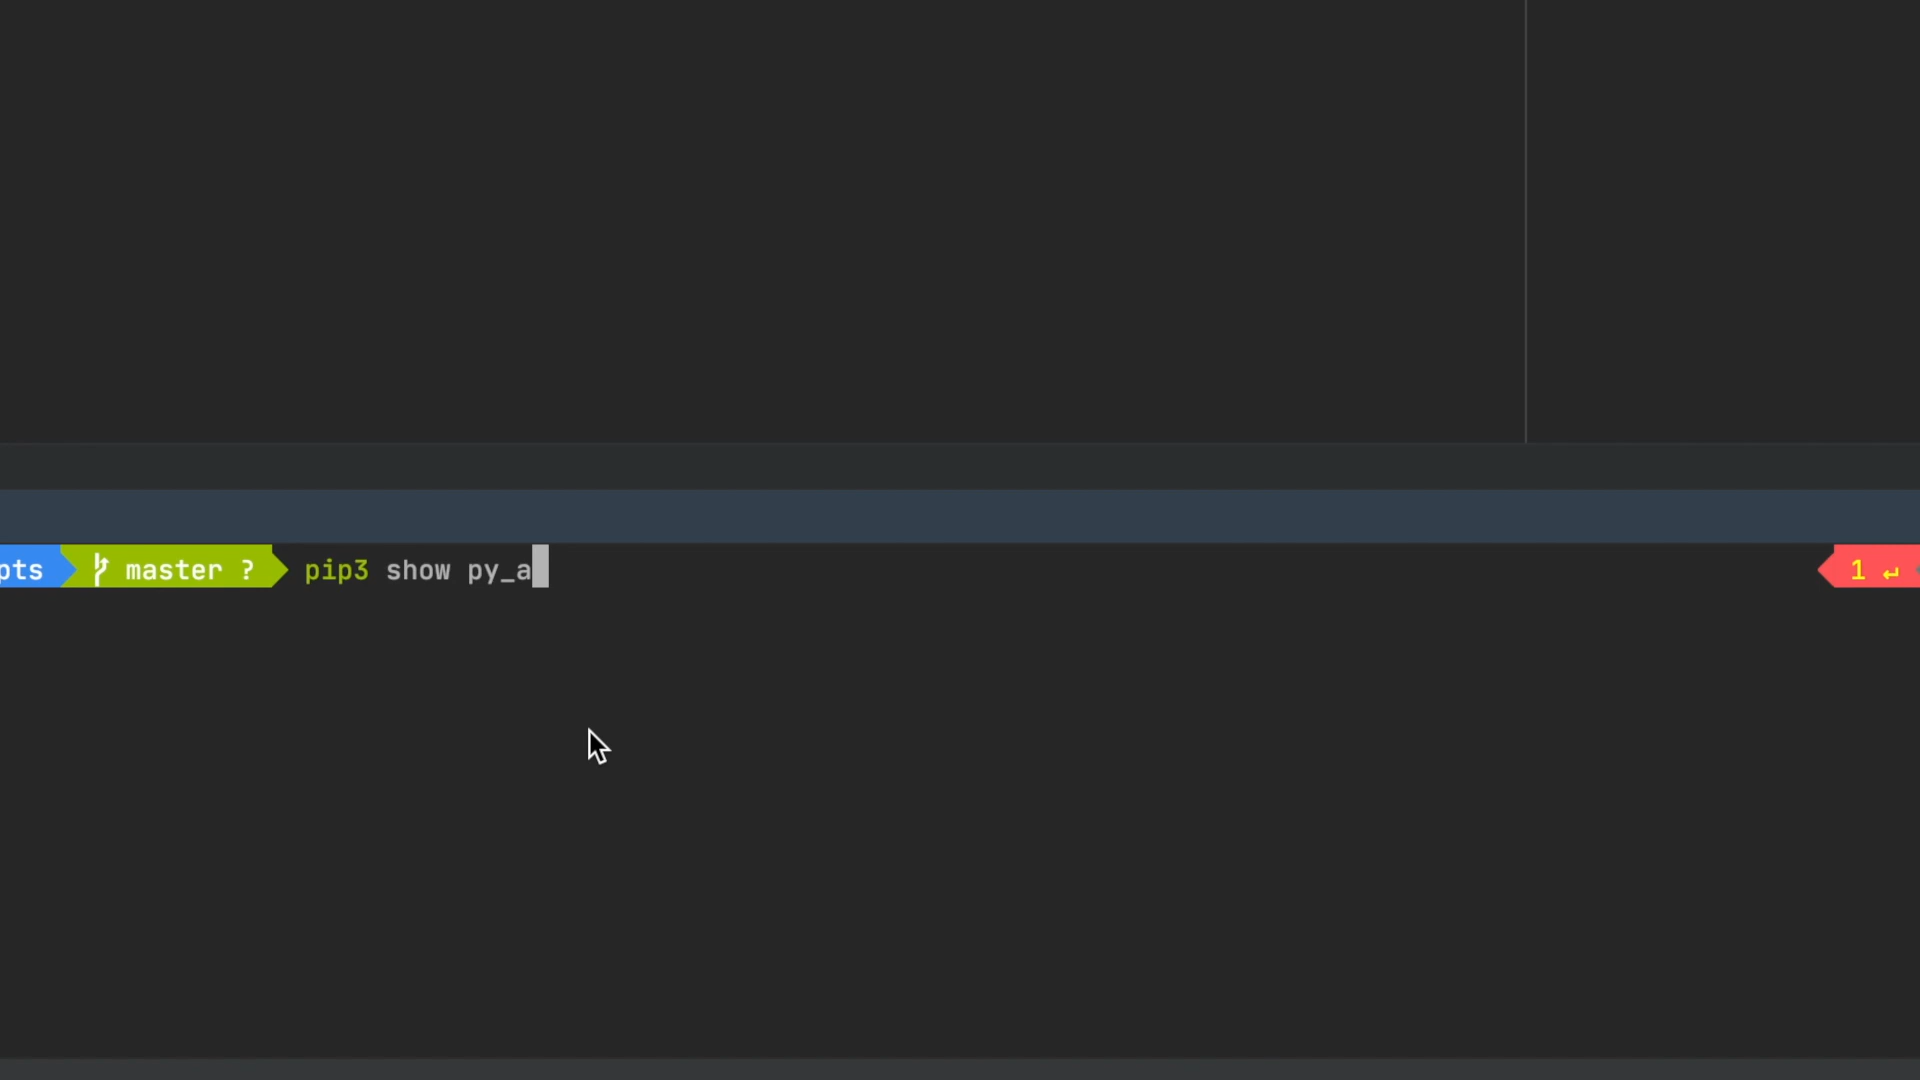 pts master ? pip3 show py_a 1 ↵